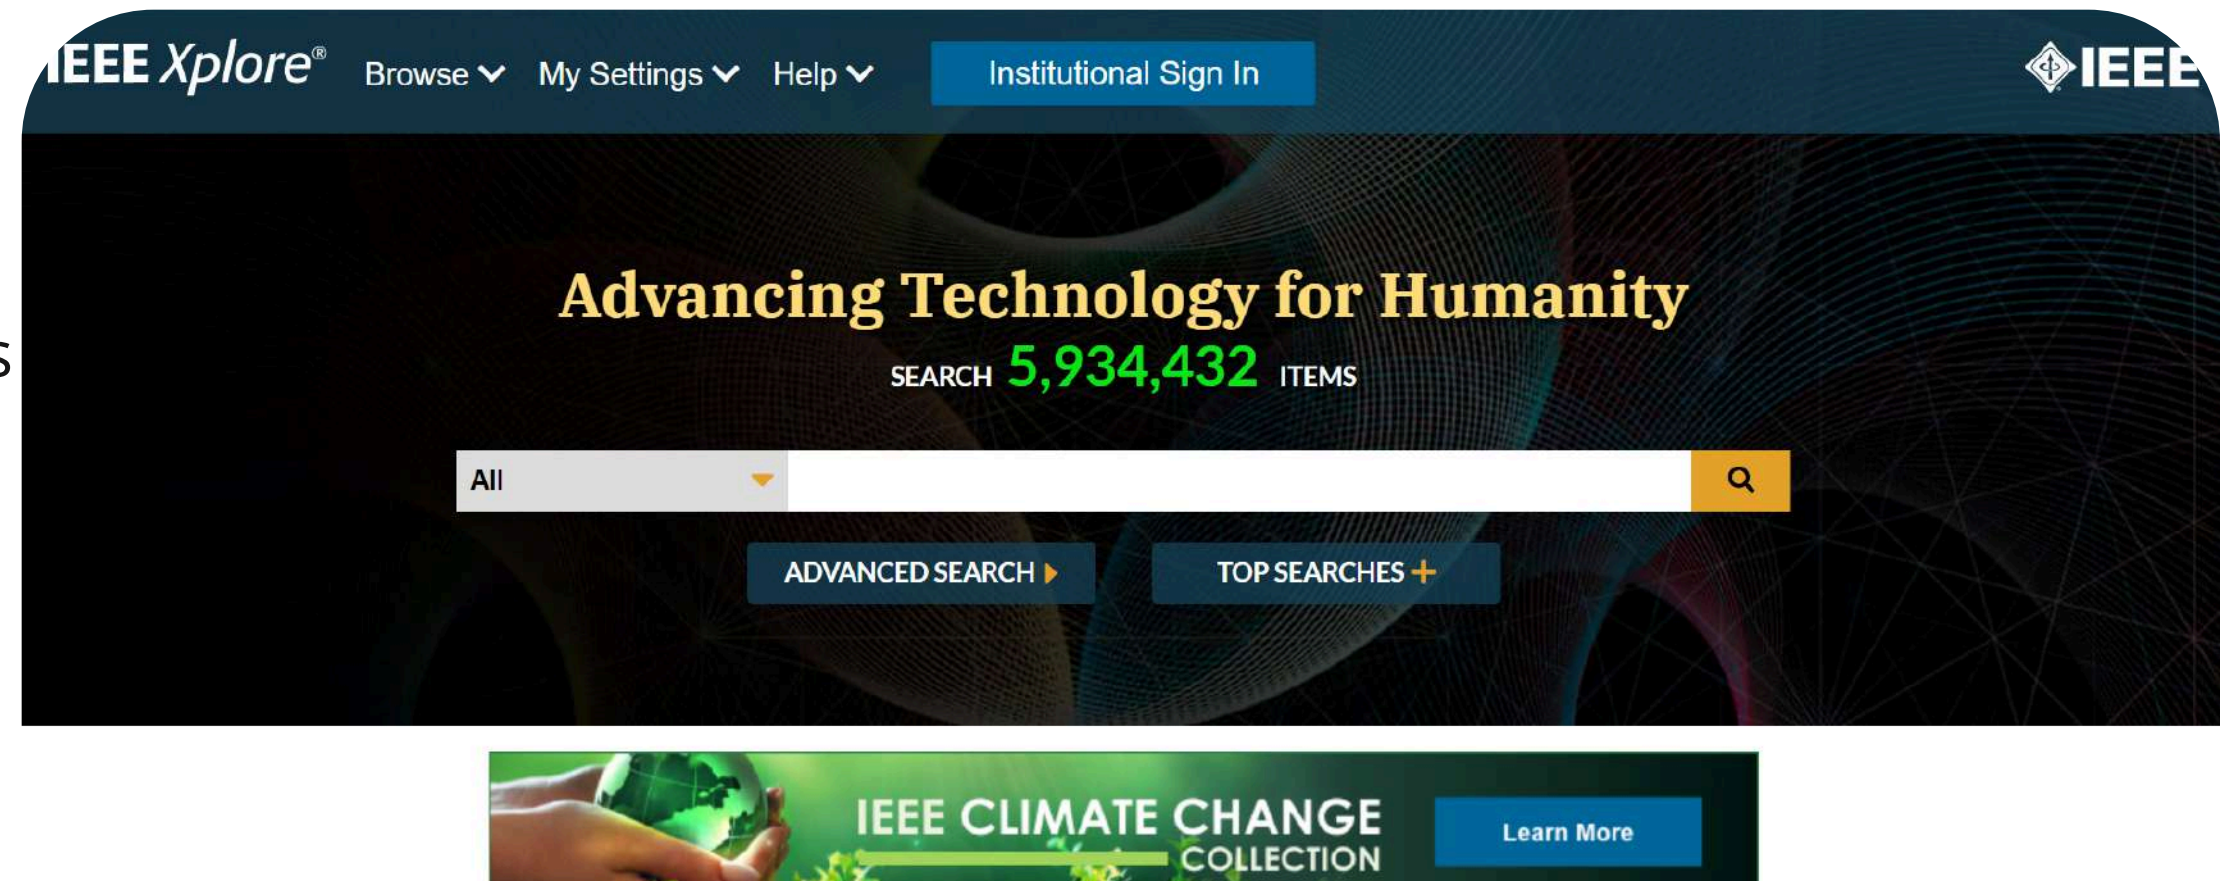 IEEE Xplore®
Browse My Settings Help Institutional Sign In
IEEE
Advancing Technology for Humanity
s
SEARCH 5,934,432 ITEMS
All
ADVANCED SEARCH TOP SEARCHES
IEEE CLIMATE CHANGE
COLLECTION
Learn More